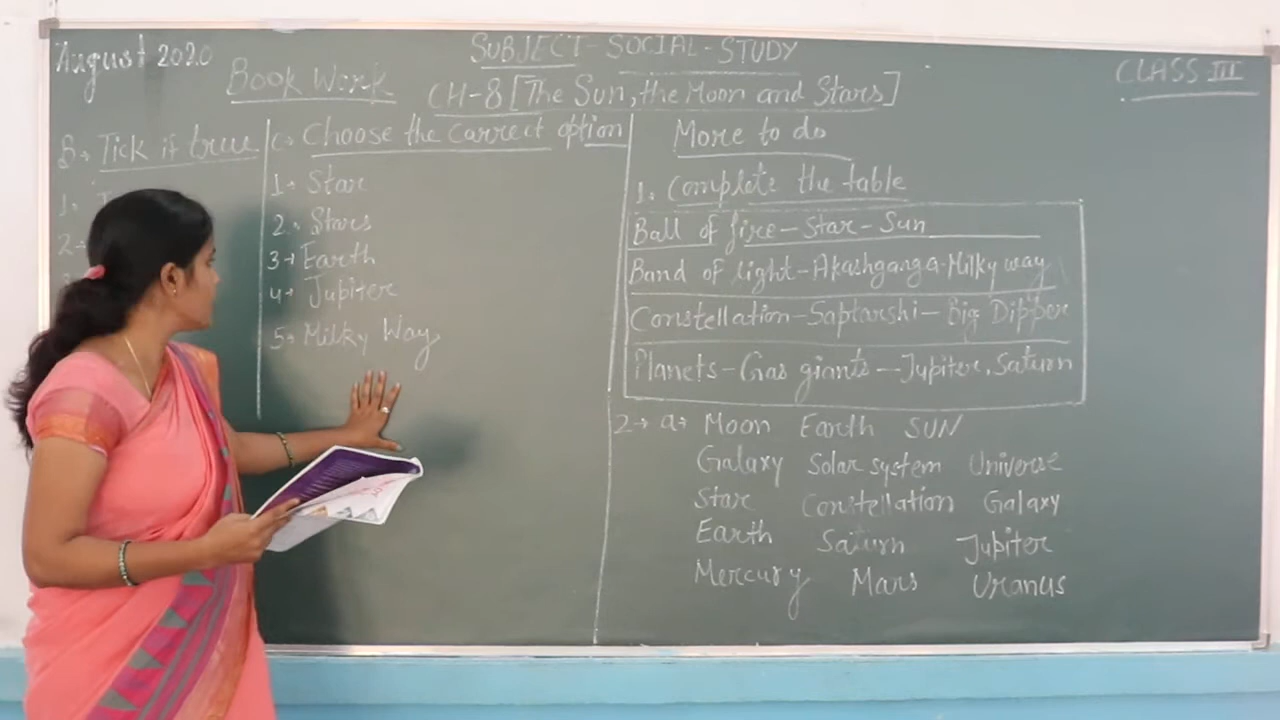 August 2020
SUBJECT-SOCIAL-STUDY
CLASS III
Book Work
CH-8[The Sun, the Moon and Stars]
B→ Tick if true
1.
2→
C→ Choose the correct option
1→ Star
2→ Stars
3→ Earth
4→ Jupiter
5→ Milky Way
More to do
1. Complete the table
Ball of fire-Star-Sun
Band of light-Akashganga-Milky way
Constellation-Saptarshi-Big Dipper
Planets-Gas giants-Jupiter, Saturn
2→ a→ Moon Earth SUN
Galaxy Solar system Universe
Star Constellation Galaxy
Earth Saturn Jupiter
Mercury Mars Uranus